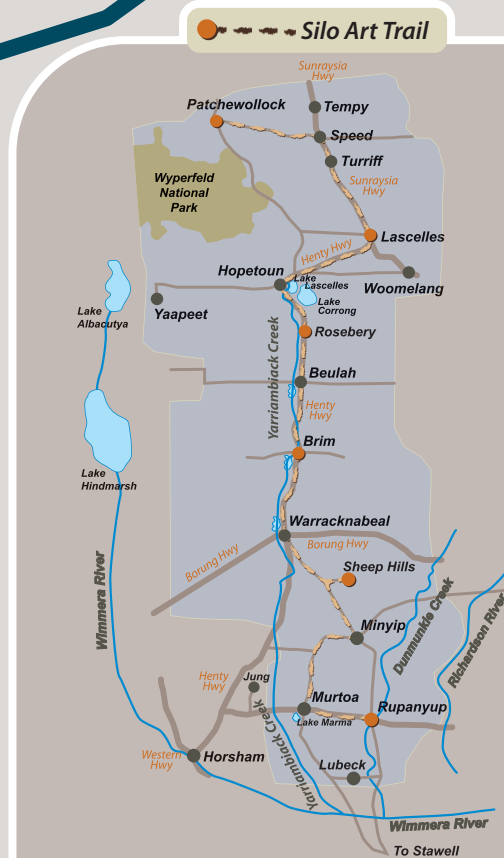 Silo Art Trail
Sunraysia
Hwy
Patchewollock
Tempy
Speed
Turriff
Wyperfeld
National
Park
Sunraysia
Hwy
Lascelles
Henty Hwy
Hopetoun
Lake
Lascelles
Woomelang
Lake
Corrong
Lake
Albacutya
Yaapeet
Rosebery
Yarriambiack Creek
Beulah
Henty
Hwy
Brim
Lake
Hindmarsh
Warracknabeal
Borung Hwy
Borung Hwy
Sheep Hills
Wimmera River
Dunmunkle Creek
Richardson River
Minyip
Henty
Hwy
Jung
Murtoa
Rupanyup
Lake Marma
Yarriambiack Creek
Western
Hwy
Horsham
Lubeck
Wimmera River
To Stawell